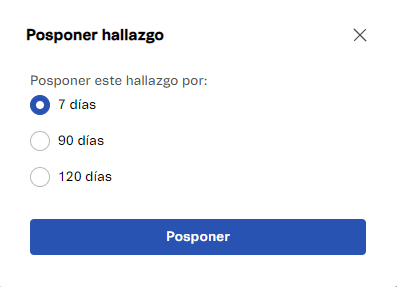 Posponer hallazgo
Posponer este hallazgo por:
7 días
90 días
120 días
Posponer